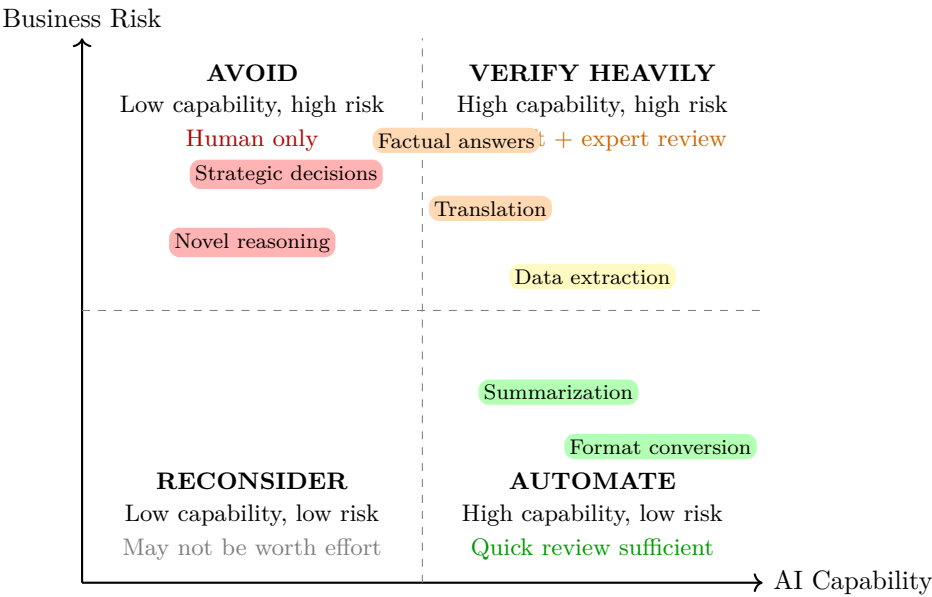 Business Risk
AVOID
Low capability, high risk
Human only
VERIFY HEAVILY
High capability, high risk
t + expert review
Factual answers
Strategic decisions
Translation
Novel reasoning
Data extraction
Summarization
Format conversion
RECONSIDER
Low capability, low risk
May not be worth effort
AUTOMATE
High capability, low risk
Quick review sufficient
AI Capability